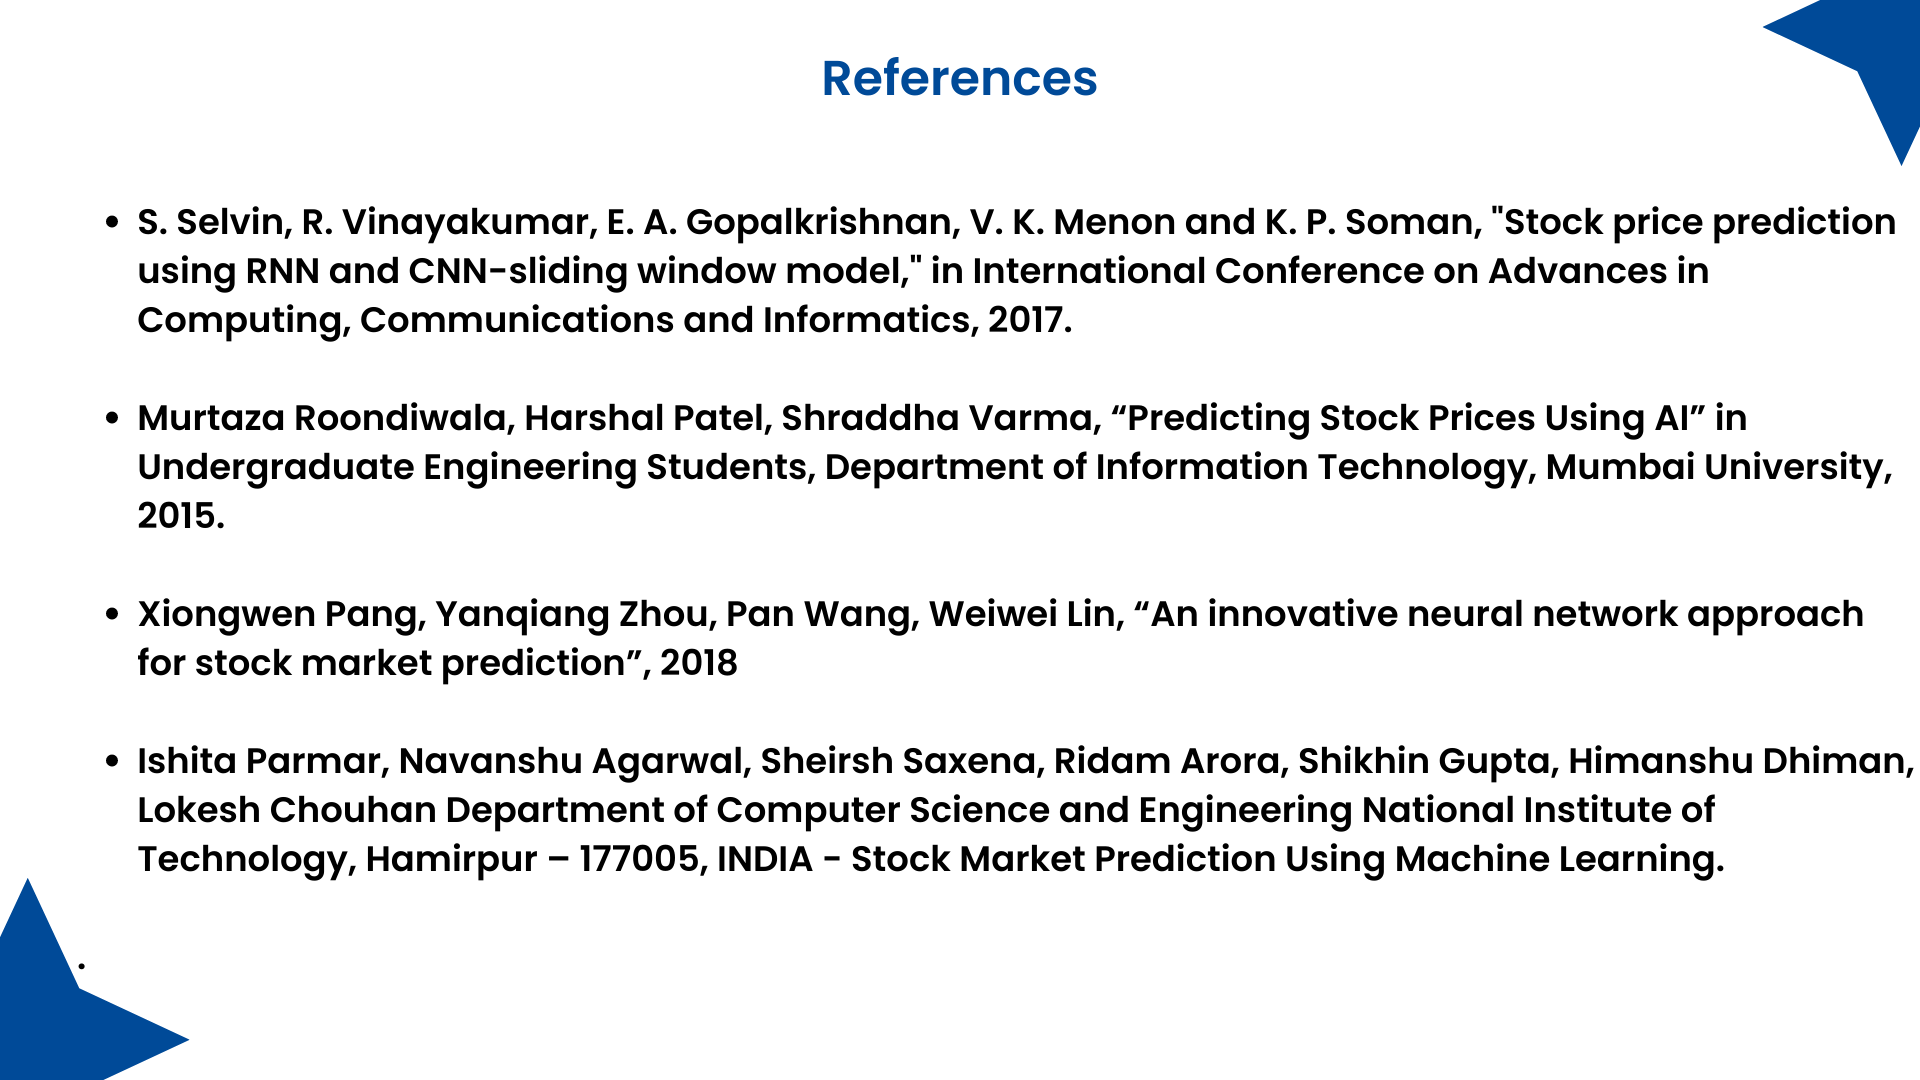 References
• S. Selvin, R. Vinayakumar, E. A. Gopalkrishnan, V. K. Menon and K. P. Soman, "Stock price prediction
using RNN and CNN-sliding window model," in International Conference on Advances in
Computing, Communications and Informatics, 2017.
• Murtaza Roondiwala, Harshal Patel, Shraddha Varma, “Predicting Stock Prices Using AI” in
Undergraduate Engineering Students, Department of Information Technology, Mumbai University,
2015.
• Xiongwen Pang, Yanqiang Zhou, Pan Wang, Weiwei Lin, “An innovative neural network approach
for stock market prediction”, 2018
• Ishita Parmar, Navanshu Agarwal, Sheirsh Saxena, Ridam Arora, Shikhin Gupta, Himanshu Dhiman,
Lokesh Chouhan Department of Computer Science and Engineering National Institute of
Technology, Hamirpur – 177005, INDIA - Stock Market Prediction Using Machine Learning.
.